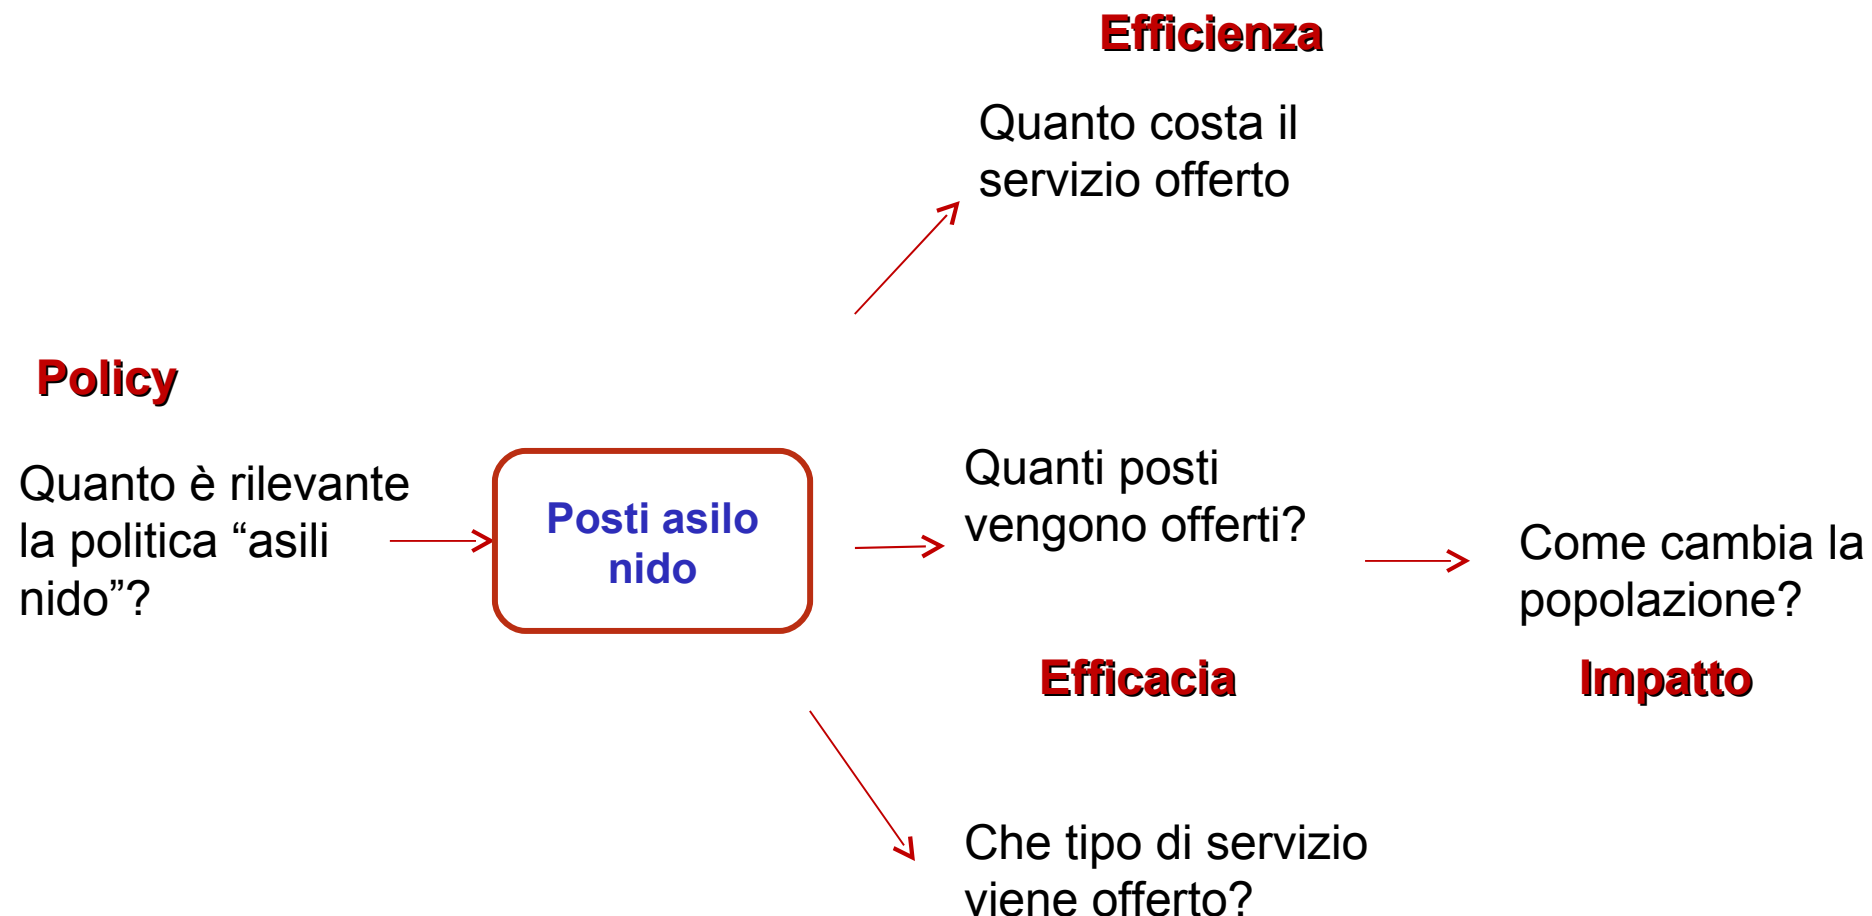 Efficienza
Quanto costa il
servizio offerto
Policy
Quanto è rilevante
la politica “asili
nido”?
Posti asilo
nido
Quanti posti
vengono offerti?
Efficacia
Come cambia la
popolazione?
Impatto
Che tipo di servizio
viene offerto?